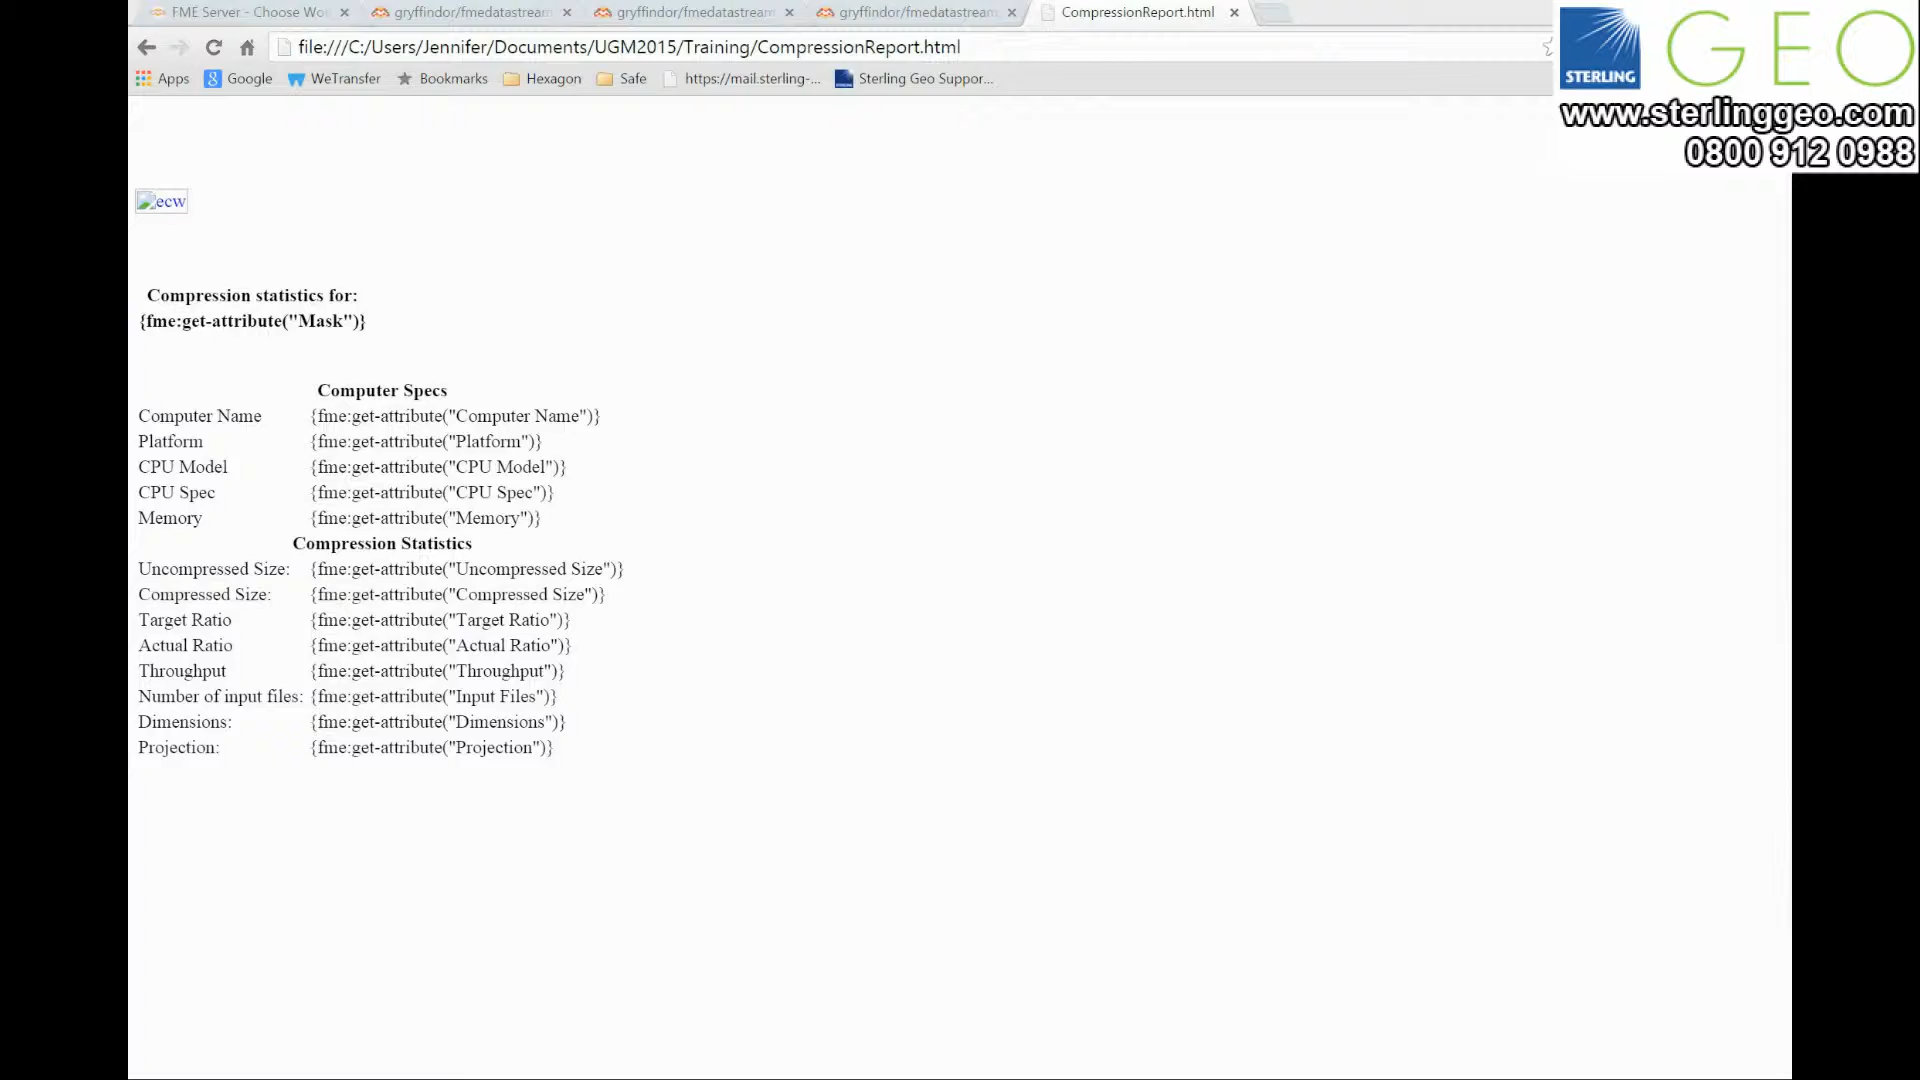 FME Server - Choose Wo
gryffindor/fmedatastream
gryffindor/fmedatastream
gryffindor/fmedatastream
CompressionReport.html
file:///C:/Users/Jennifer/Documents/UGM2015/Training/CompressionReport.html
Apps
Google
WeTransfer
Bookmarks
Hexagon
Safe
https://mail.sterling-...
Sterling Geo Suppor...
STERLING
GEO
www.sterlinggeo.com
0800 912 0988
ecw
Compression statistics for:
{fme:get-attribute("Mask")}
Computer Specs
Computer Name {fme:get-attribute("Computer Name")}
Platform {fme:get-attribute("Platform")}
CPU Model {fme:get-attribute("CPU Model")}
CPU Spec {fme:get-attribute("CPU Spec")}
Memory {fme:get-attribute("Memory")}
Compression Statistics
Uncompressed Size: {fme:get-attribute("Uncompressed Size")}
Compressed Size: {fme:get-attribute("Compressed Size")}
Target Ratio {fme:get-attribute("Target Ratio")}
Actual Ratio {fme:get-attribute("Actual Ratio")}
Throughput {fme:get-attribute("Throughput")}
Number of input files: {fme:get-attribute("Input Files")}
Dimensions: {fme:get-attribute("Dimensions")}
Projection: {fme:get-attribute("Projection")}